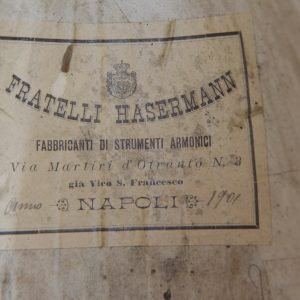 FRATELLI HASERMANN
FABBRICANTI DI STRUMENTI ARMONICI
Via Martiri d'Otranto N. 3
già Vico S. Francesco
Anno NAPOLI 1901